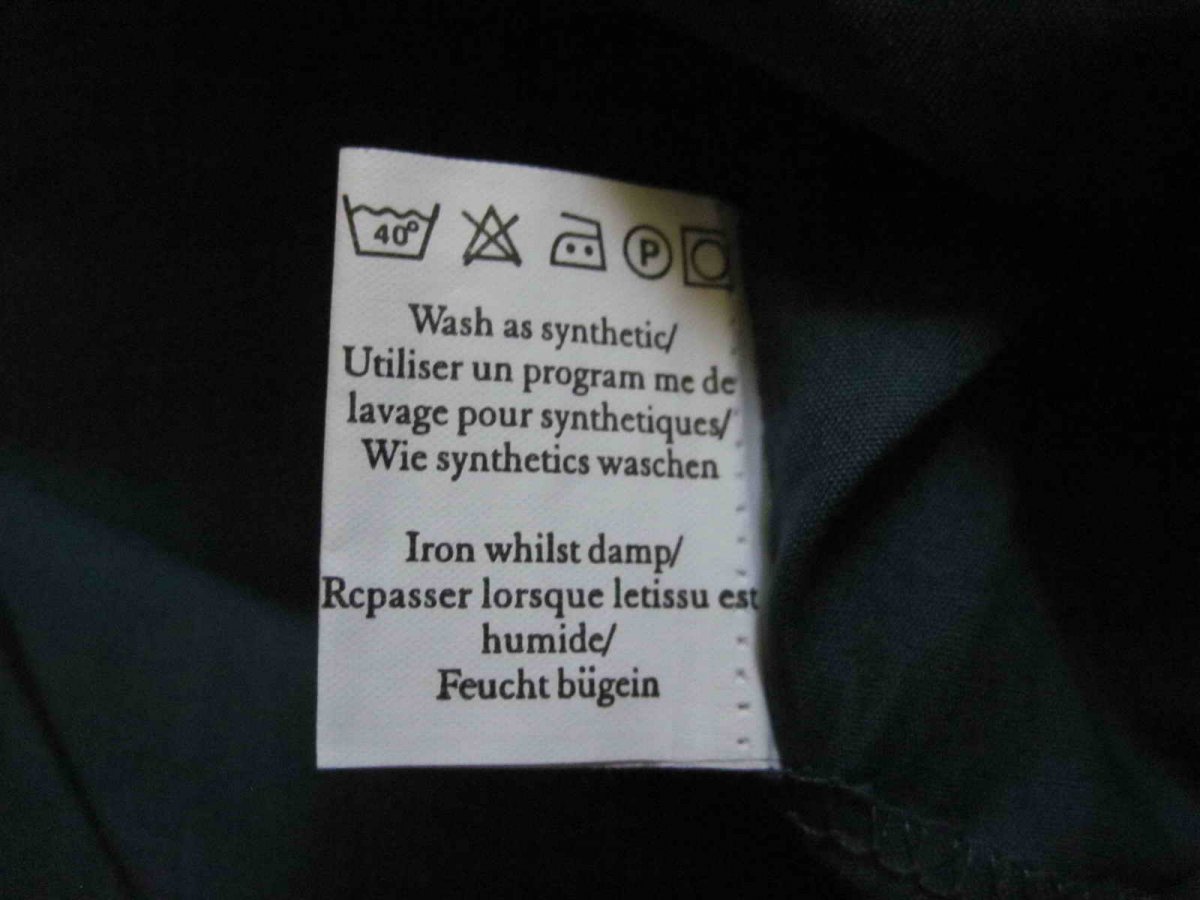 40°
P
Wash as synthetic/
Utiliser un program me de
lavage pour synthetiques/
Wie synthetics waschen
Iron whilst damp/
Rcpasser lorsque letissu est
humide/
Feucht bügein